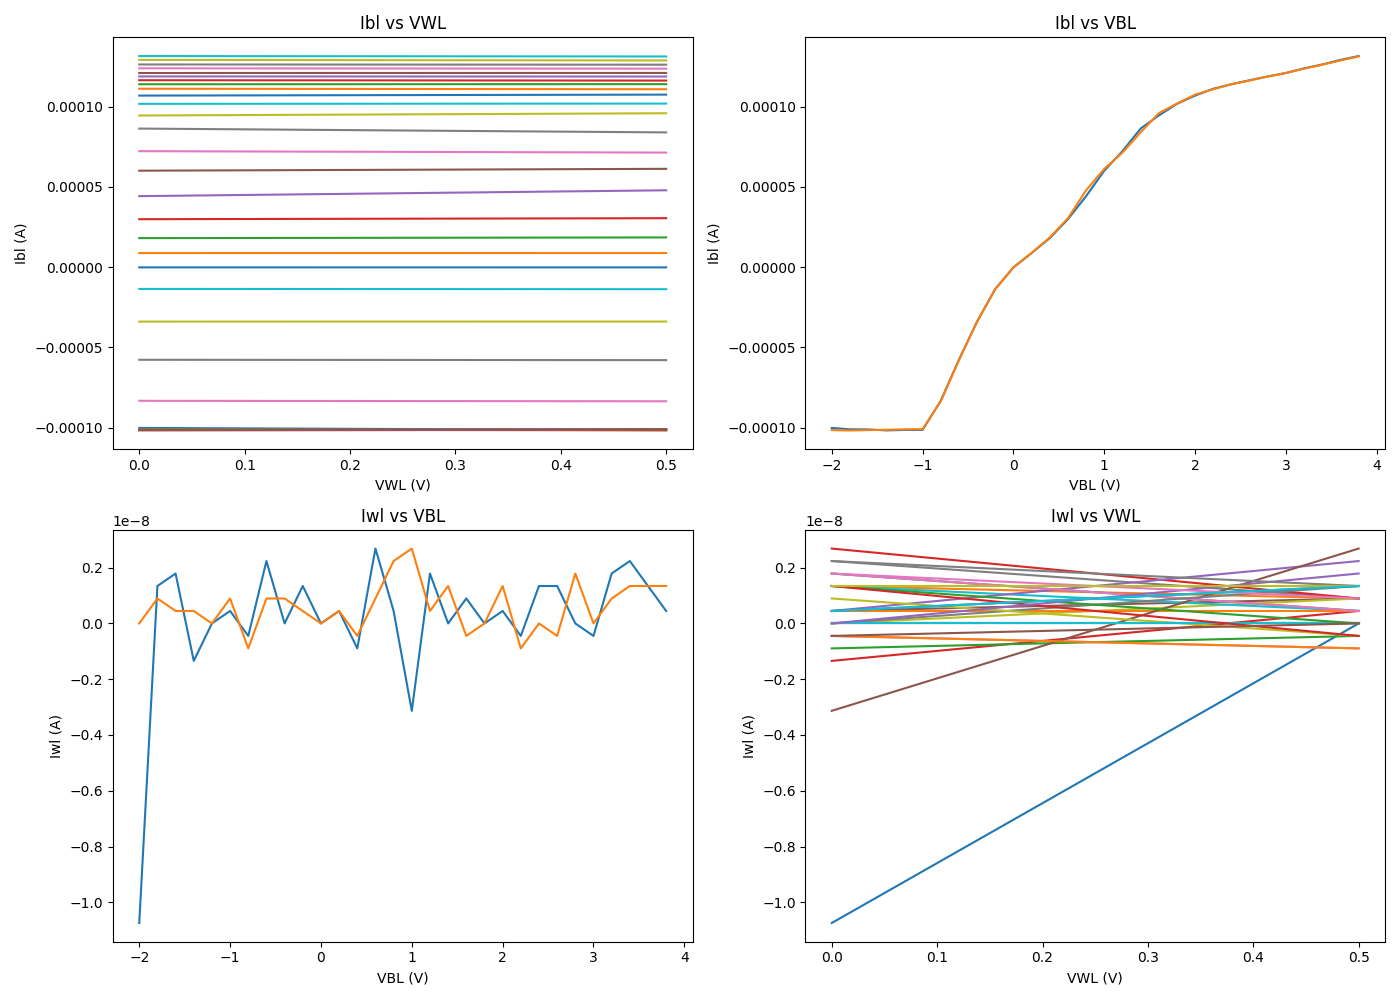 Ibl vs VWL
Ibl (A)
0.00010
0.00005
0.00000
−0.00005
−0.00010
0.0 0.1 0.2 0.3 0.4 0.5
VWL (V)
Ibl vs VBL
Ibl (A)
0.00010
0.00005
0.00000
−0.00005
−0.00010
−2 −1 0 1 2 3 4
VBL (V)
Iwl vs VBL
1e−8
Iwl (A)
0.2
0.0
−0.2
−0.4
−0.6
−0.8
−1.0
−2 −1 0 1 2 3 4
VBL (V)
Iwl vs VWL
1e−8
Iwl (A)
0.2
0.0
−0.2
−0.4
−0.6
−0.8
−1.0
0.0 0.1 0.2 0.3 0.4 0.5
VWL (V)